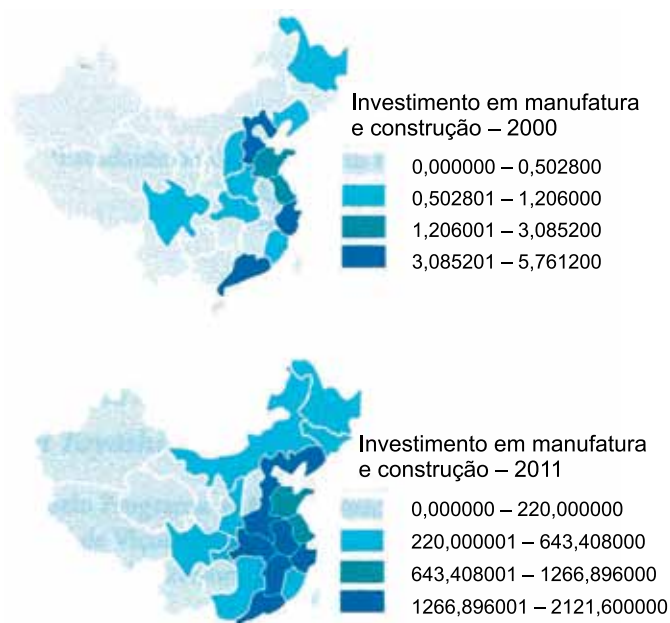 Investimento em manufatura
e construção – 2000
0,000000 – 0,502800
0,502801 – 1,206000
1,206001 – 3,085200
3,085201 – 5,761200
Investimento em manufatura
e construção – 2011
0,000000 – 220,000000
220,000001 – 643,408000
643,408001 – 1266,896000
1266,896001 – 2121,600000